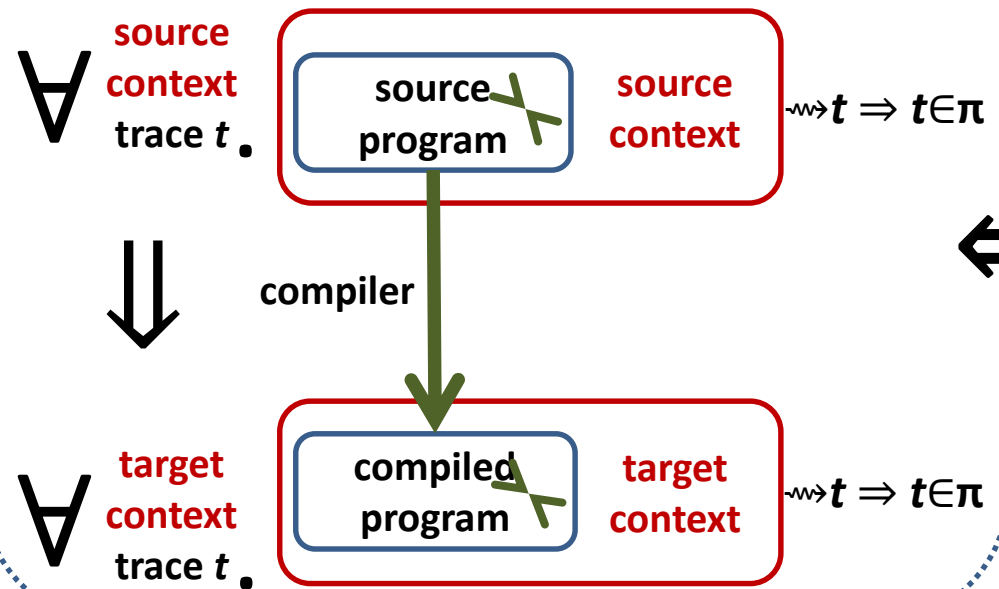 ∀ source context trace t .
source program
source context
⇝ t ⇒ t∈π
⇓
compiler
⇐
∀ target context trace t .
compiled program
target context
⇝ t ⇒ t∈π